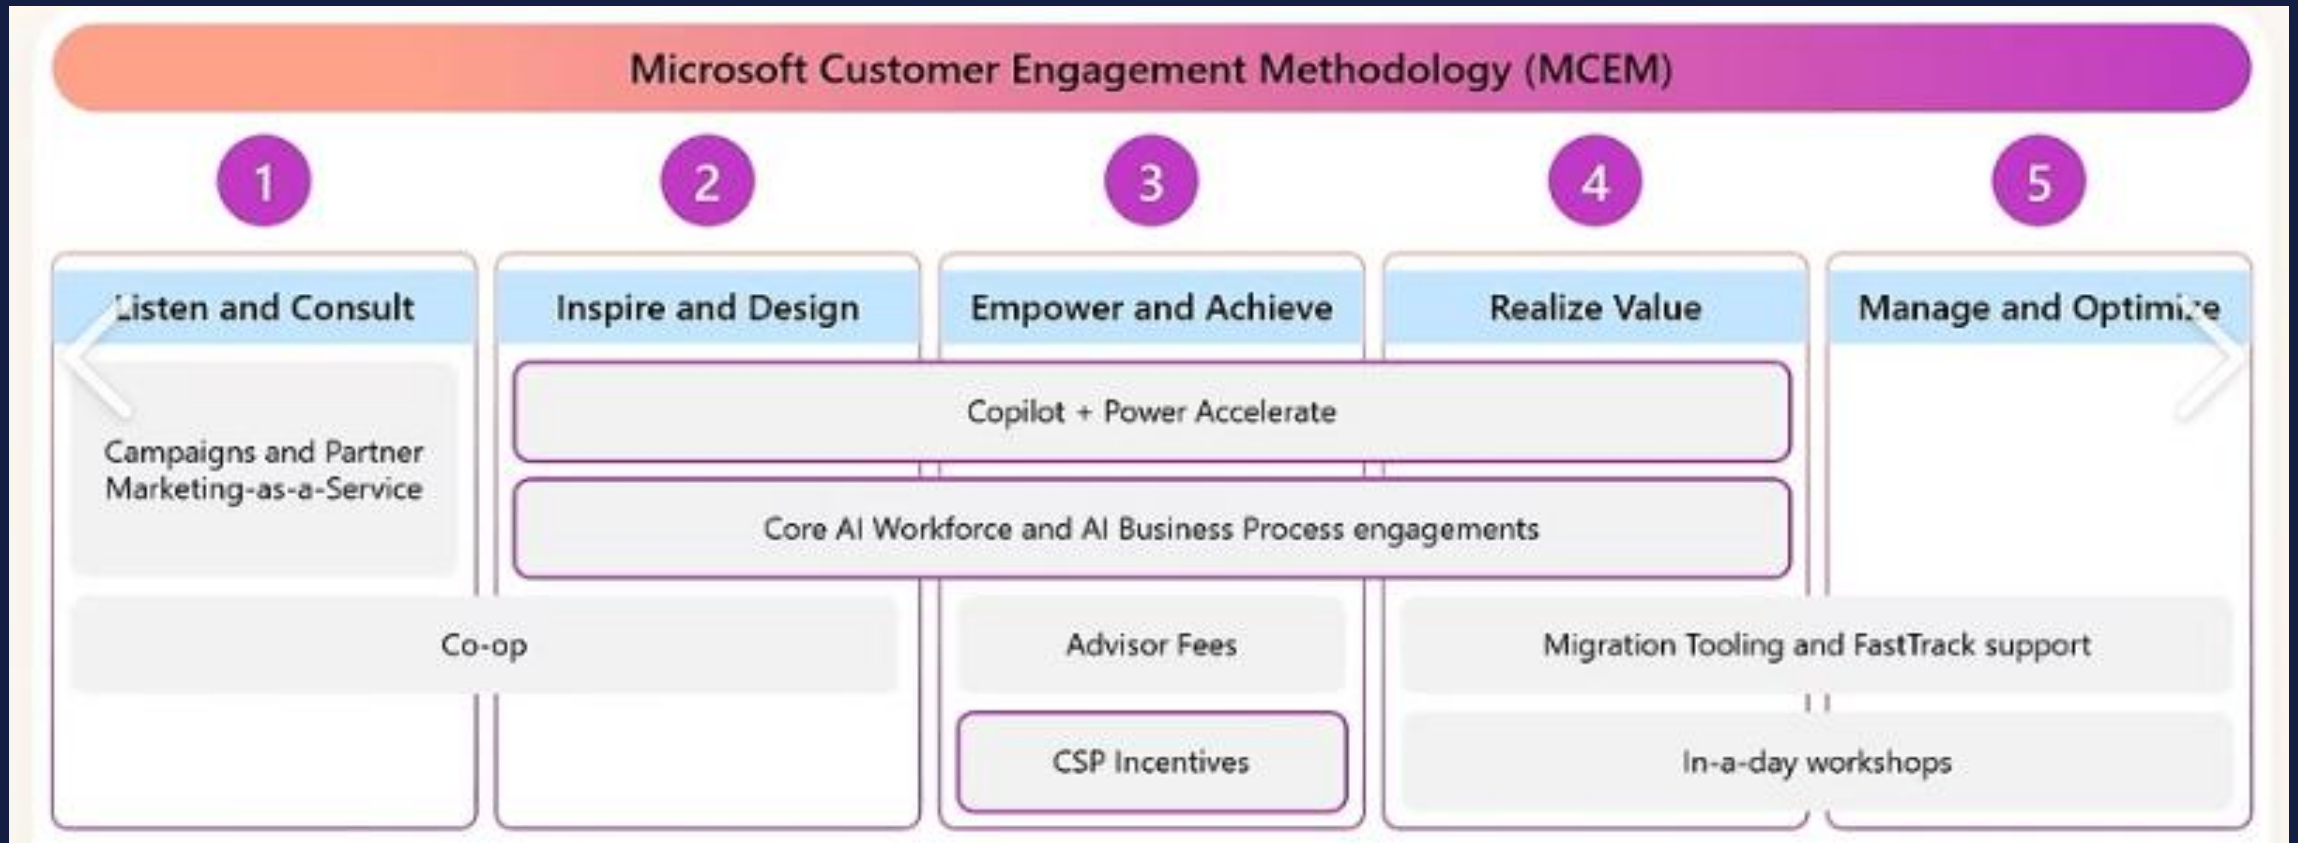 Microsoft Customer Engagement Methodology (MCEM)
1
2
3
4
5
Listen and Consult
Inspire and Design
Empower and Achieve
Realize Value
Manage and Optimize
Campaigns and Partner
Marketing-as-a-Service
Copilot + Power Accelerate
Core AI Workforce and AI Business Process engagements
Co-op
Advisor Fees
Migration Tooling and FastTrack support
CSP Incentives
In-a-day workshops